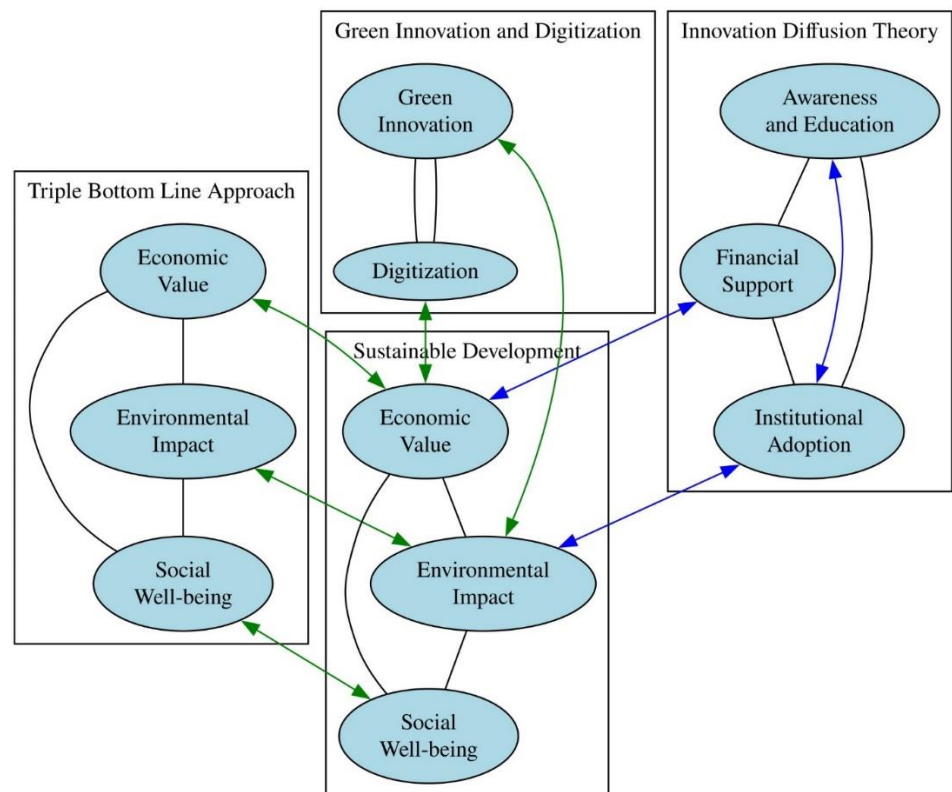 Green Innovation and Digitization
Green
Innovation
Digitization
Innovation Diffusion Theory
Awareness
and Education
Financial
Support
Institutional
Adoption
Triple Bottom Line Approach
Economic
Value
Environmental
Impact
Social
Well-being
Sustainable Development
Economic
Value
Environmental
Impact
Social
Well-being